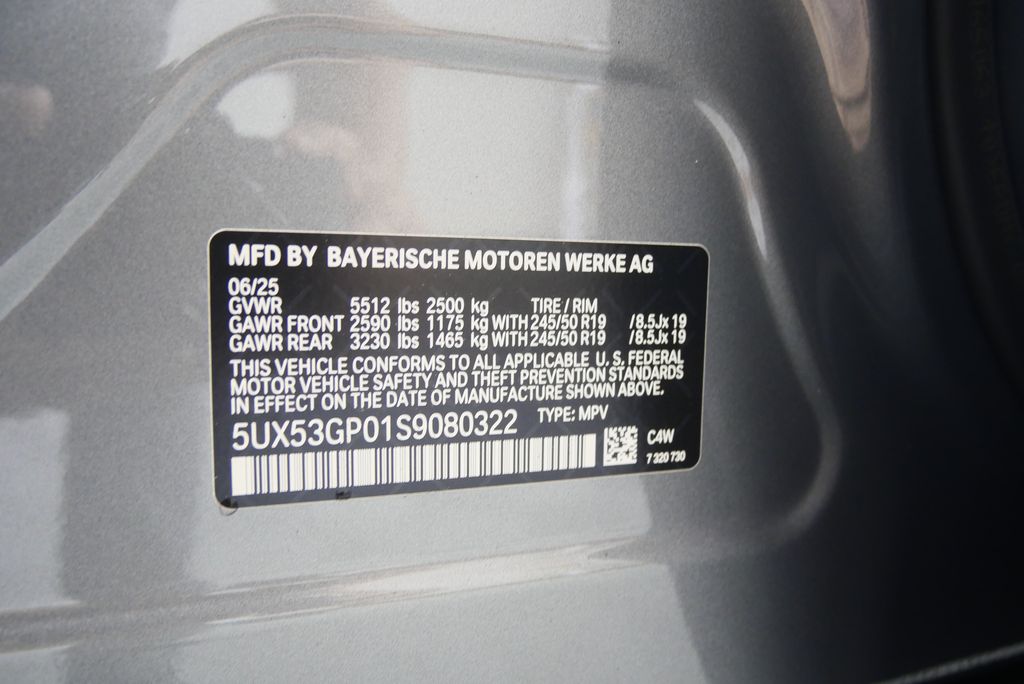 MFD BY BAYERISCHE MOTOREN WERKE AG
06/25
GVWR 5512 lbs 2500 kg TIRE / RIM
GAWR FRONT 2590 lbs 1175 kg WITH 245/50 R19 /8.5Jx 19
GAWR REAR 3230 lbs 1465 kg WITH 245/50 R19 /8.5Jx 19
THIS VEHICLE CONFORMS TO ALL APPLICABLE U.S. FEDERAL
MOTOR VEHICLE SAFETY AND THEFT PREVENTION STANDARDS
IN EFFECT ON THE DATE OF MANUFACTURE SHOWN ABOVE.
5UX53GP01S9080322 TYPE: MPV
C4W
7 320 730